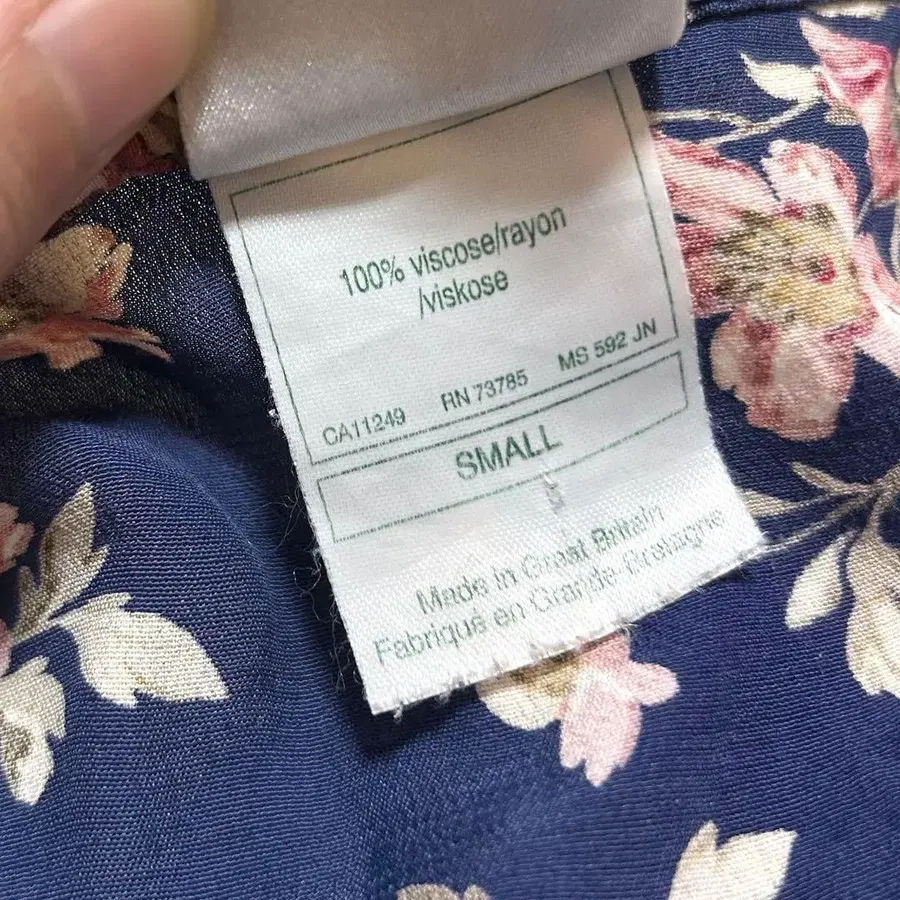 100% viscose/rayon
/viskose
CA11249 RN 73785 MS 592 JN
SMALL
Made in Great Britain
Fabriqué en Grande-Bretagne